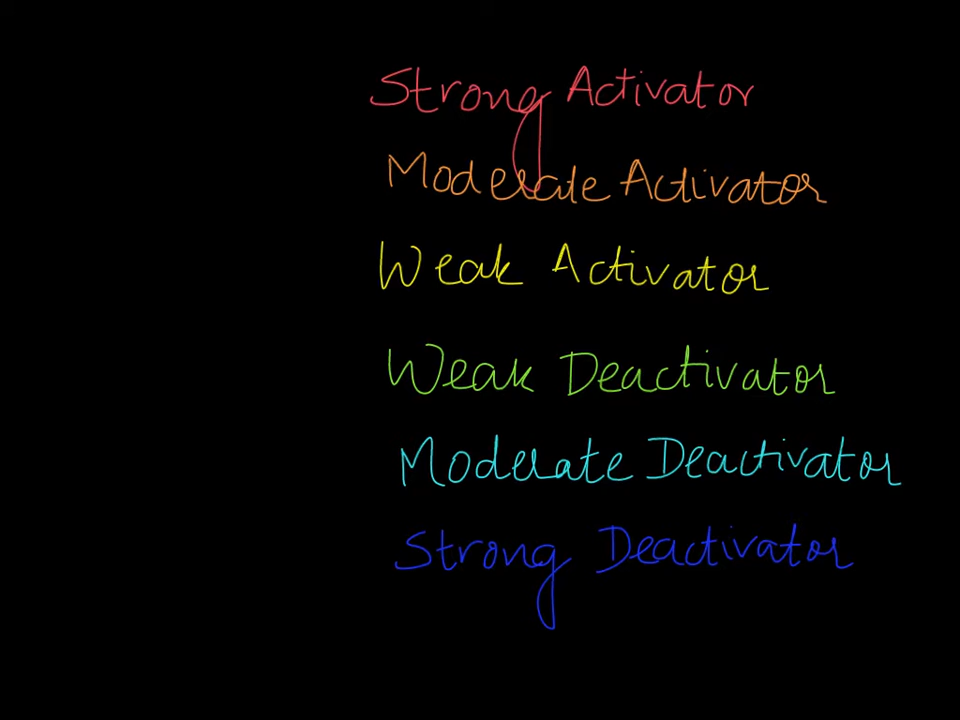 Strong Activator
Moderate Activator
Weak Activator
Weak Deactivator
Moderate Deactivator
Strong Deactivator